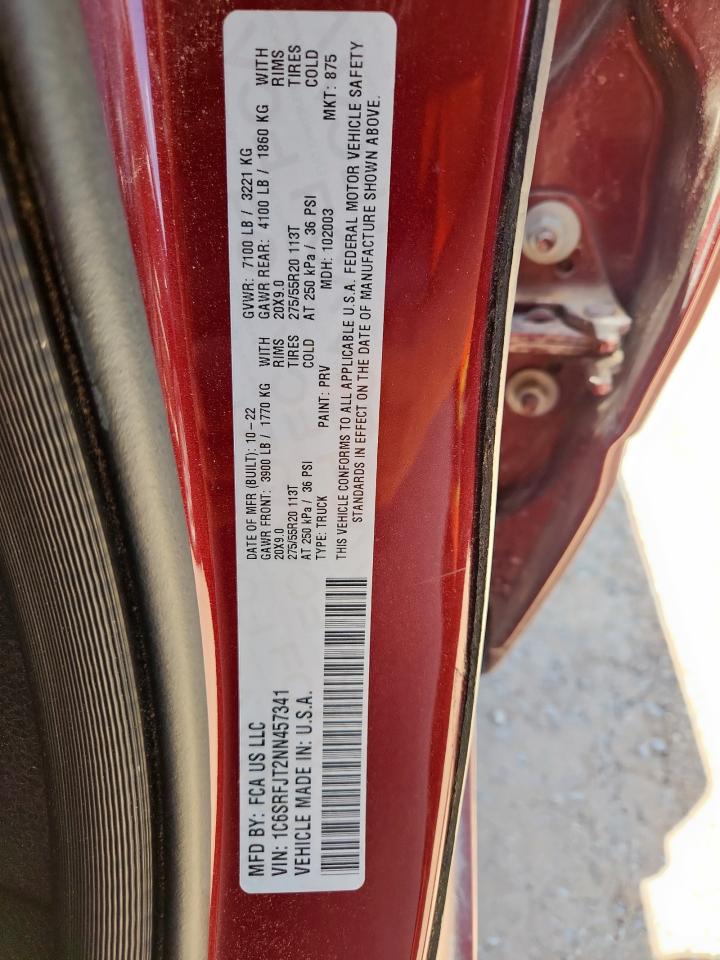 MFD BY: FCA US LLC
VIN: 1C6SRFJT2NN457341
VEHICLE MADE IN: U.S.A.
DATE OF MFR (BUILT): 10-22 GVWR: 7100 LB / 3221 KG
GAWR FRONT: 3900 LB / 1770 KG WITH GAWR REAR: 4100 LB / 1860 KG WITH
20X9.0 RIMS 20X9.0 RIMS
275/55R20 113T TIRES 275/55R20 113T TIRES
AT 250 kPa / 36 PSI COLD AT 250 kPa / 36 PSI COLD
TYPE: TRUCK PAINT: PRV MDH: 102003 MKT: 875
THIS VEHICLE CONFORMS TO ALL APPLICABLE U.S.A. FEDERAL MOTOR VEHICLE SAFETY
STANDARDS IN EFFECT ON THE DATE OF MANUFACTURE SHOWN ABOVE.